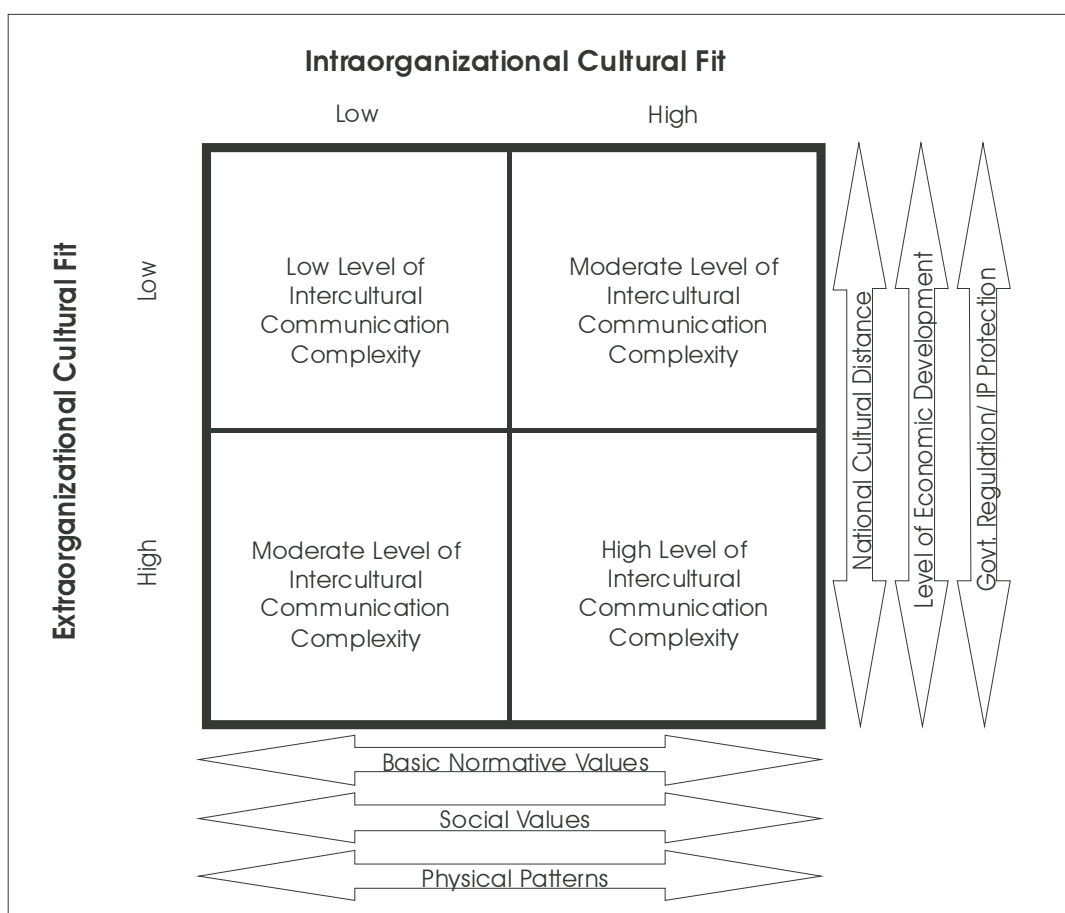 Intraorganizational Cultural Fit
Low
High
Extraorganizational Cultural Fit
Low
Low Level of
Intercultural
Communication
Complexity
Moderate Level of
Intercultural
Communication
Complexity
High
Moderate Level of
Intercultural
Communication
Complexity
High Level of
Intercultural
Communication
Complexity
National Cultural Distance
Level of Economic Development
Govt. Regulation/ IP Protection
Basic Normative Values
Social Values
Physical Patterns